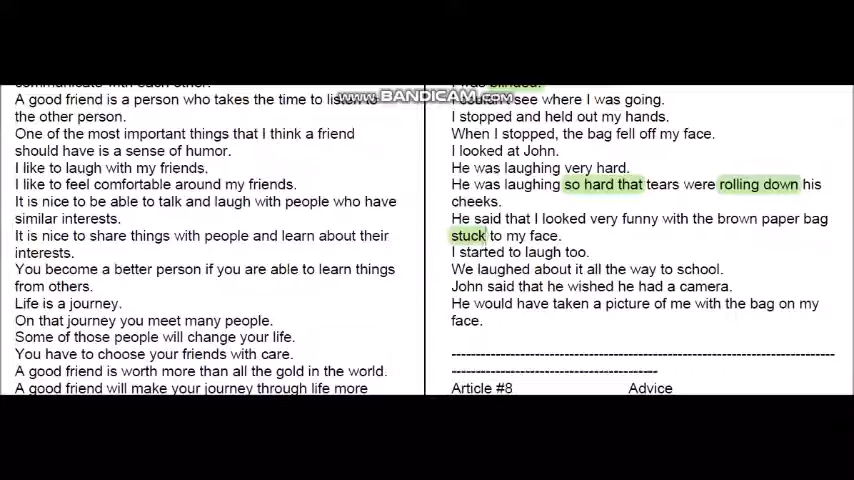 communicate with each other.
A good friend is a person who takes the time to listen to
the other person.
One of the most important things that I think a friend
should have is a sense of humor.
I like to laugh with my friends.
I like to feel comfortable around my friends.
It is nice to be able to talk and laugh with people who have
similar interests.
It is nice to share things with people and learn about their
interests.
You become a better person if you are able to learn things
from others.
Life is a journey.
On that journey you meet many people.
Some of those people will change your life.
You have to choose your friends with care.
A good friend is worth more than all the gold in the world.
A good friend will make your journey through life more
www.BANDICAM.com
I was blinded.
I couldn't see where I was going.
I stopped and held out my hands.
When I stopped, the bag fell off my face.
I looked at John.
He was laughing very hard.
He was laughing so hard that tears were rolling down his
cheeks.
He said that I looked very funny with the brown paper bag
stuck to my face.
I started to laugh too.
We laughed about it all the way to school.
John said that he wished he had a camera.
He would have taken a picture of me with the bag on my
face.
--------------------------------------------------------------------------------
-------------------------------------------
Article #8 Advice